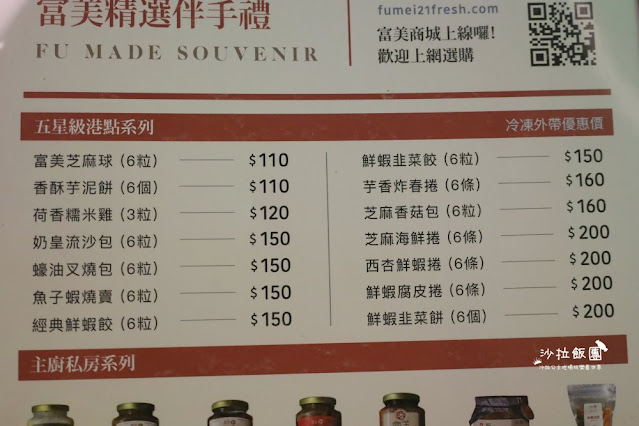 富美精選伴手禮
FU MADE SOUVENIR
fumei21fresh.com
富美商城上線囉!
歡迎上網選購
五星級港點系列
冷凍外帶優惠價
富美芝麻球 (6粒) $110
香酥芋泥餅 (6個) $110
荷香糯米雞 (3粒) $120
奶皇流沙包 (6粒) $150
蠔油叉燒包 (6粒) $150
魚子蝦燒賣 (6粒) $150
經典鮮蝦餃 (6粒) $150
鮮蝦韭菜餃 (6粒) $150
芋香炸春捲 (6條) $160
芝麻香菇包 (6粒) $160
芝麻海鮮捲 (6條) $200
西杏鮮蝦捲 (6條) $200
鮮蝦腐皮捲 (6條) $200
鮮蝦韭菜餅 (6個) $200
主廚私房系列
沙拉飯團